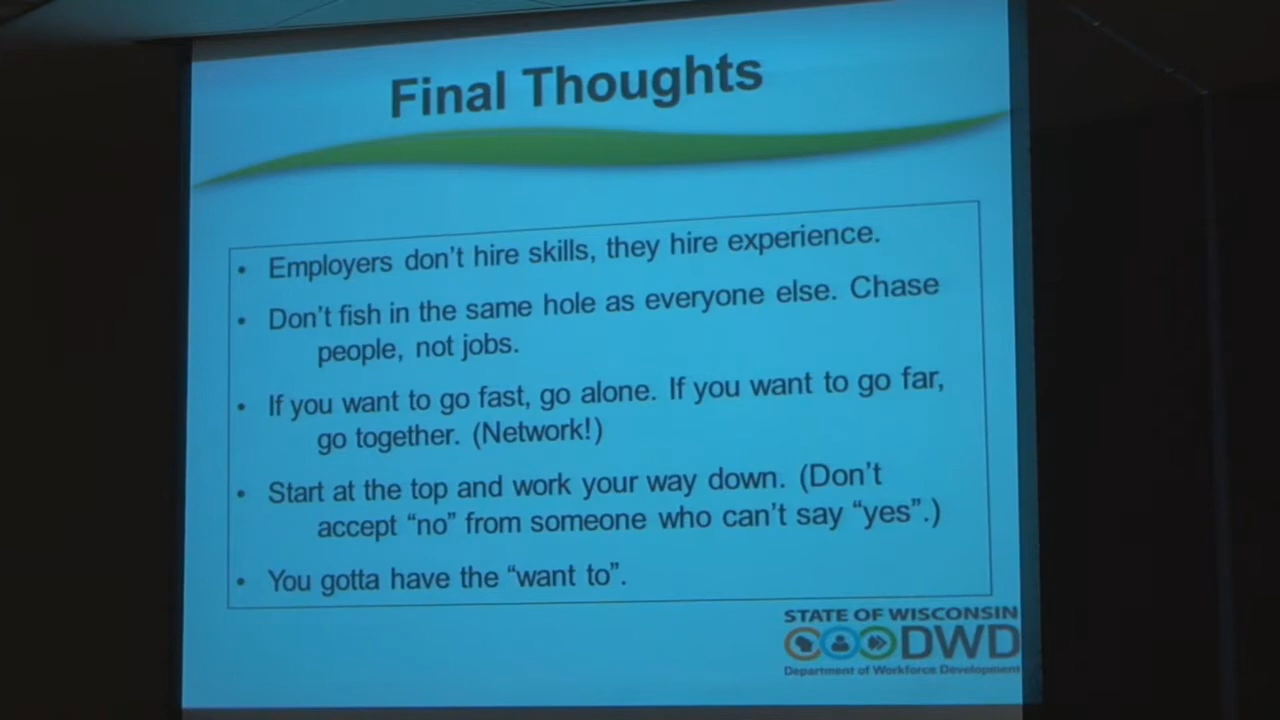 Final Thoughts
• Employers don't hire skills, they hire experience.
• Don't fish in the same hole as everyone else. Chase
people, not jobs.
• If you want to go fast, go alone. If you want to go far,
go together. (Network!)
• Start at the top and work your way down. (Don't
accept “no” from someone who can't say “yes”.)
• You gotta have the “want to”.
STATE OF WISCONSIN
DWD
Department of Workforce Development